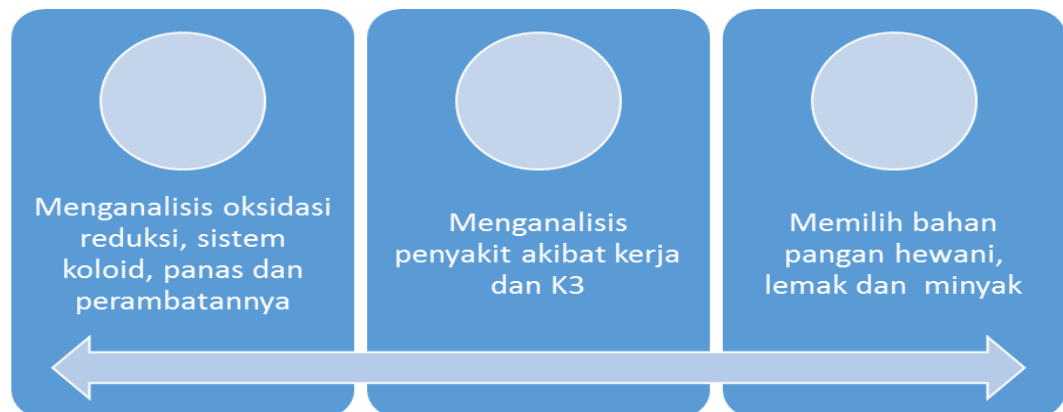 Menganalisis oksidasi
reduksi, sistem
koloid, panas dan
perambatannya
Menganalisis
penyakit akibat kerja
dan K3
Memilih bahan
pangan hewani,
lemak dan minyak